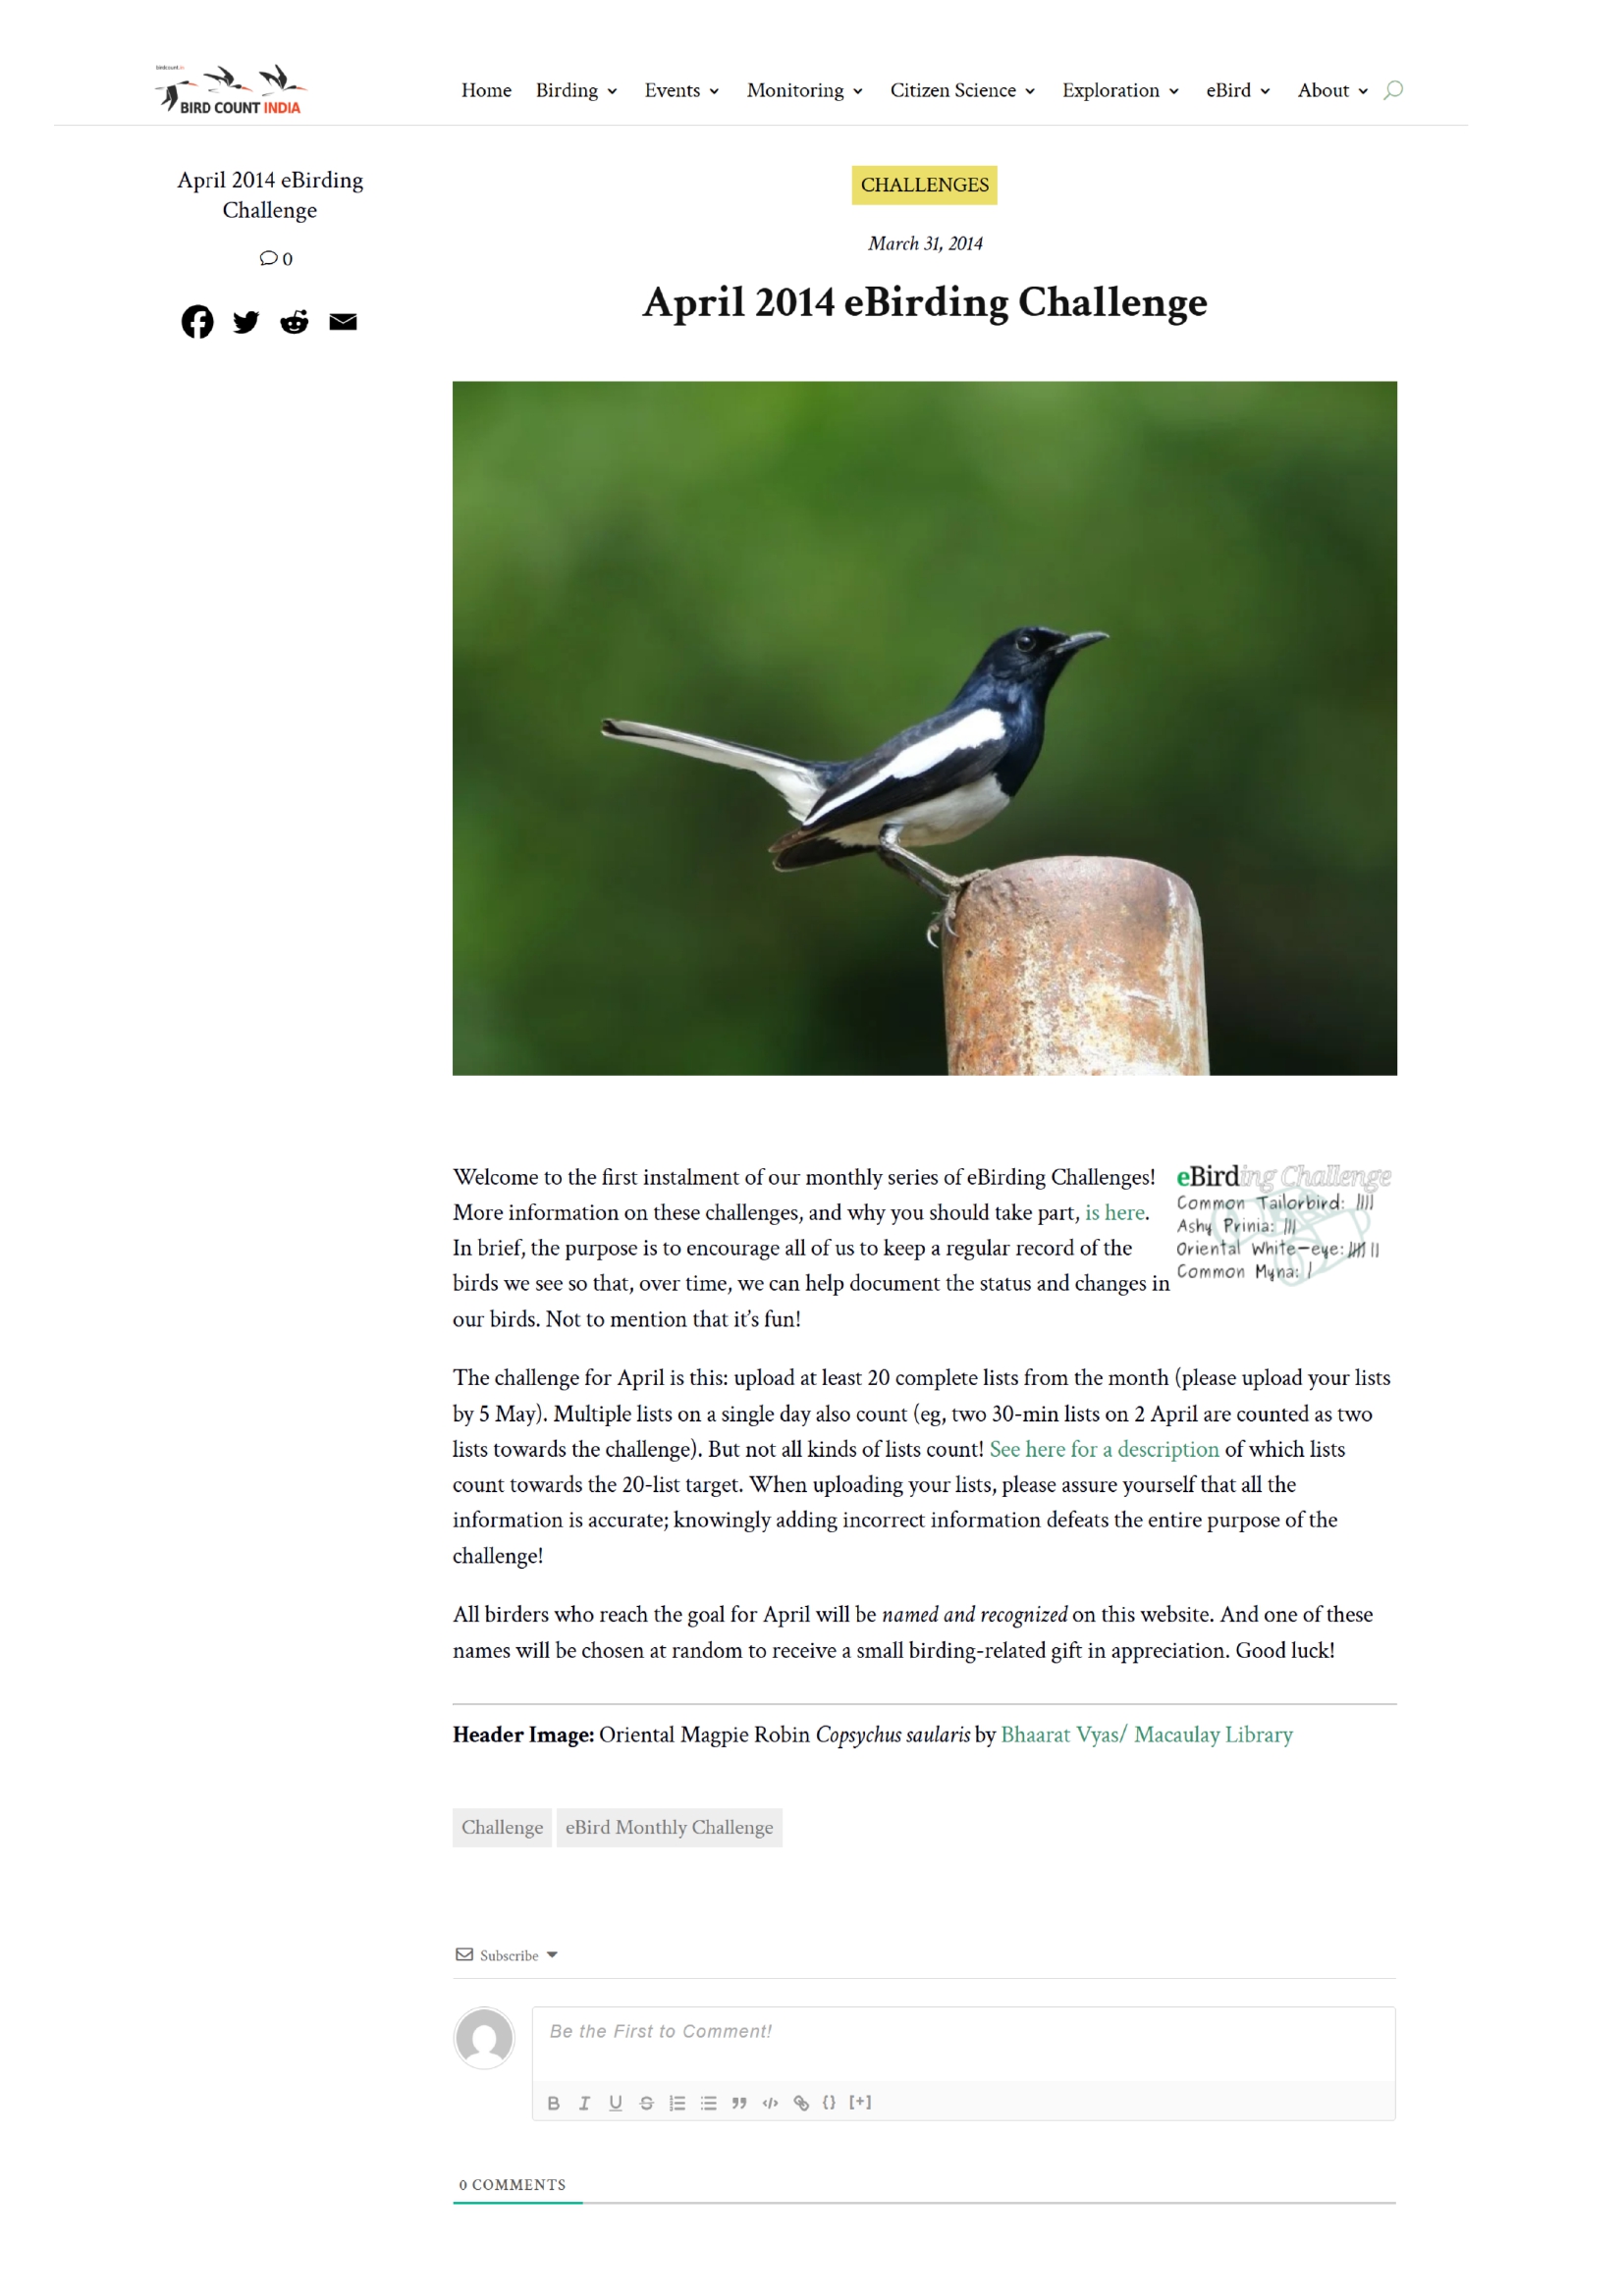 birdcount.in
BIRD COUNT INDIA
Home Birding Events Monitoring Citizen Science Exploration eBird About
April 2014 eBirding
Challenge
0
CHALLENGES
March 31, 2014
April 2014 eBirding Challenge
Welcome to the first instalment of our monthly series of eBirding Challenges!
More information on these challenges, and why you should take part, is here.
In brief, the purpose is to encourage all of us to keep a regular record of the
birds we see so that, over time, we can help document the status and changes in
our birds. Not to mention that it’s fun!
eBirding Challenge
Common Tailorbird: ||||
Ashy Prinia: |||
Oriental White-eye: |||| ||
Common Myna: |
The challenge for April is this: upload at least 20 complete lists from the month (please upload your lists
by 5 May). Multiple lists on a single day also count (eg, two 30-min lists on 2 April are counted as two
lists towards the challenge). But not all kinds of lists count! See here for a description of which lists
count towards the 20-list target. When uploading your lists, please assure yourself that all the
information is accurate; knowingly adding incorrect information defeats the entire purpose of the
challenge!
All birders who reach the goal for April will be named and recognized on this website. And one of these
names will be chosen at random to receive a small birding-related gift in appreciation. Good luck!
Header Image: Oriental Magpie Robin Copsychus saularis by Bhaarat Vyas/ Macaulay Library
Challenge eBird Monthly Challenge
Subscribe
Be the First to Comment!
B I U S {} [+]
0 COMMENTS